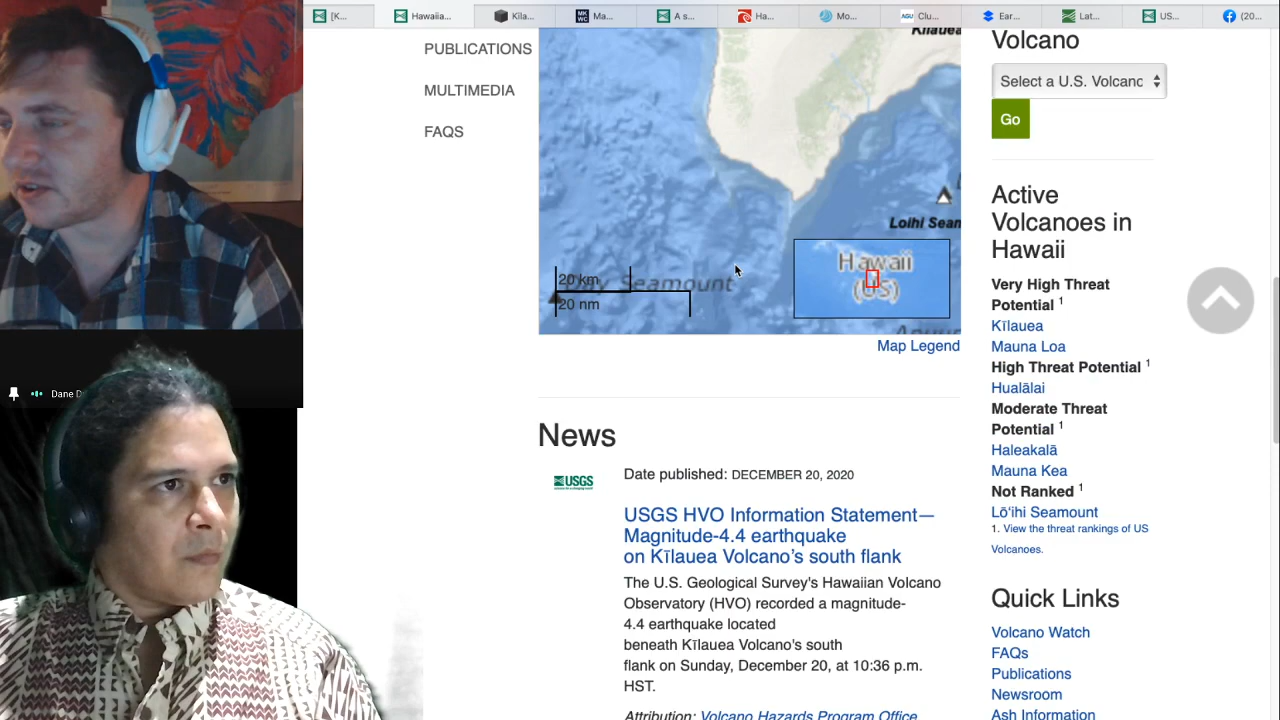 [K...
Hawaiia...
Kīla...
Ma...
A s...
Ha...
Mo...
AGU
Clu...
Ear...
Lat...
US...
(20...
PUBLICATIONS
MULTIMEDIA
FAQS
Kīlauea
Loihi Sean
Seamount
20 km
20 nm
Hawaii
(US)
Map Legend
News
USGS
Date published: DECEMBER 20, 2020
USGS HVO Information Statement—
Magnitude-4.4 earthquake
on Kīlauea Volcano’s south flank
The U.S. Geological Survey's Hawaiian Volcano
Observatory (HVO) recorded a magnitude-
4.4 earthquake located
beneath Kīlauea Volcano's south
flank on Sunday, December 20, at 10:36 p.m.
HST.
Attribution: Volcano Hazards Program Office
Volcano
Select a U.S. Volcanc
Go
Active
Volcanoes in
Hawaii
Very High Threat
Potential 1
Kīlauea
Mauna Loa
High Threat Potential 1
Hualālai
Moderate Threat
Potential 1
Haleakalā
Mauna Kea
Not Ranked 1
Lō‘ihi Seamount
1. View the threat rankings of US
Volcanoes.
Quick Links
Volcano Watch
FAQs
Publications
Newsroom
Ash Information
Dane D